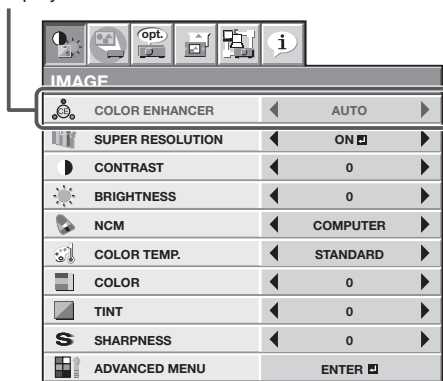 opt.
i
IMAGE
CE
COLOR ENHANCER AUTO
SUPER RESOLUTION ON
CONTRAST 0
BRIGHTNESS 0
NCM COMPUTER
COLOR TEMP. STANDARD
COLOR 0
TINT 0
S SHARPNESS 0
ADVANCED MENU ENTER